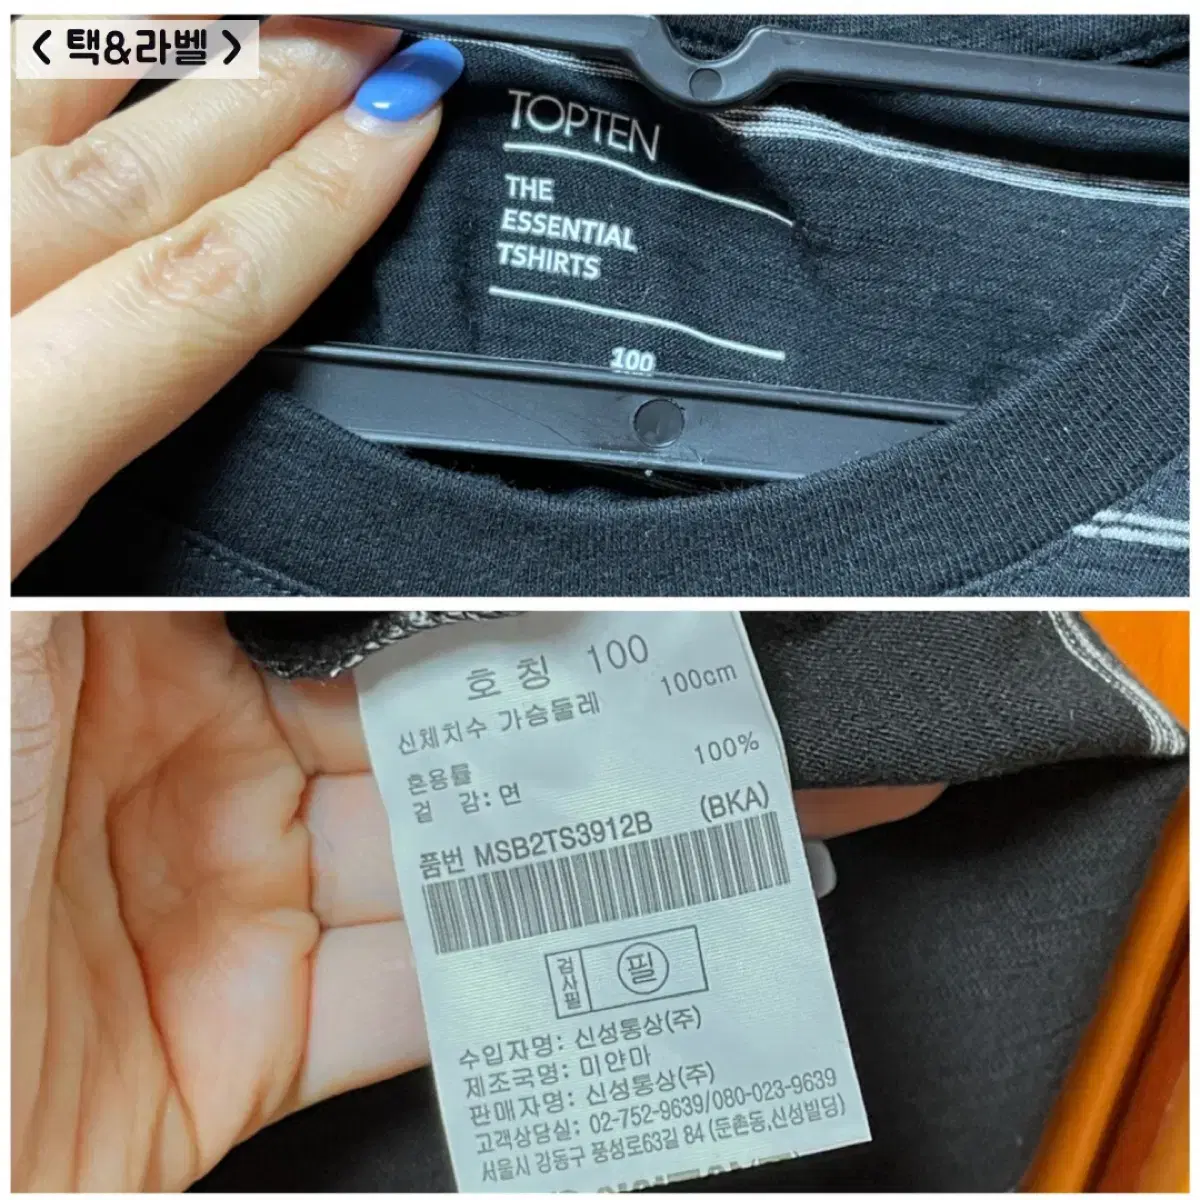 < 택&라벨 >
TOPTEN
THE
ESSENTIAL
TSHIRTS
100
호 칭 100
신체치수 가슴둘레 100cm
혼용률
겉 감: 면 100%
품번 MSB2TS3912B (BKA)
검사필 필
수입자명: 신성통상(주)
제조국명: 미얀마
판매자명: 신성통상(주)
고객상담실: 02-752-9639/080-023-9639
서울시 강동구 풍성로63길 84 (둔촌동,신성빌딩)